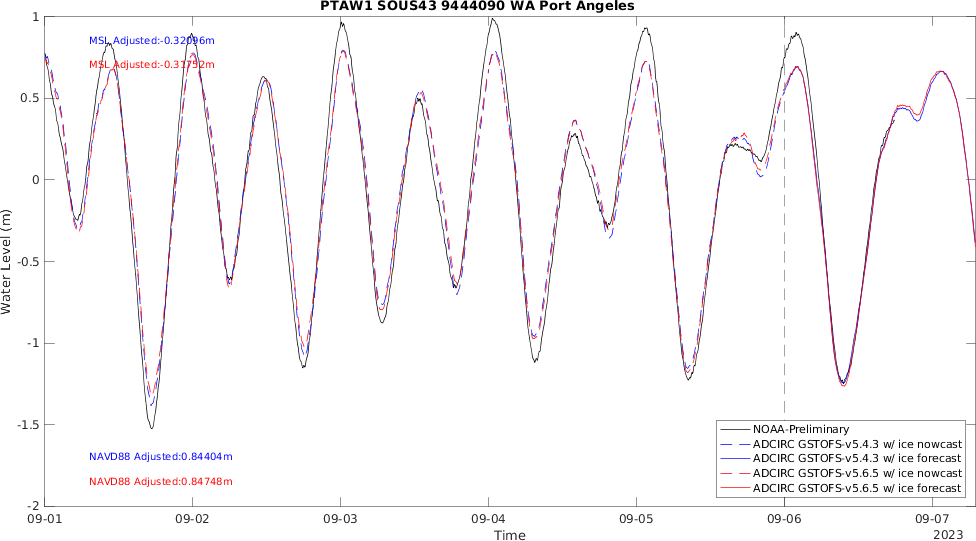 PTAW1 SOUS43 9444090 WA Port Angeles
1
MSL Adjusted:-0.32096m
MSL Adjusted:-0.31752m
0.5
0
-0.5
-1
-1.5
-2
Water Level (m)
NAVD88 Adjusted:0.84404m
NAVD88 Adjusted:0.84748m
NOAA-Preliminary
ADCIRC GSTOFS-v5.4.3 w/ ice nowcast
ADCIRC GSTOFS-v5.4.3 w/ ice forecast
ADCIRC GSTOFS-v5.6.5 w/ ice nowcast
ADCIRC GSTOFS-v5.6.5 w/ ice forecast
09-01 09-02 09-03 09-04 09-05 09-06 09-07
Time
2023